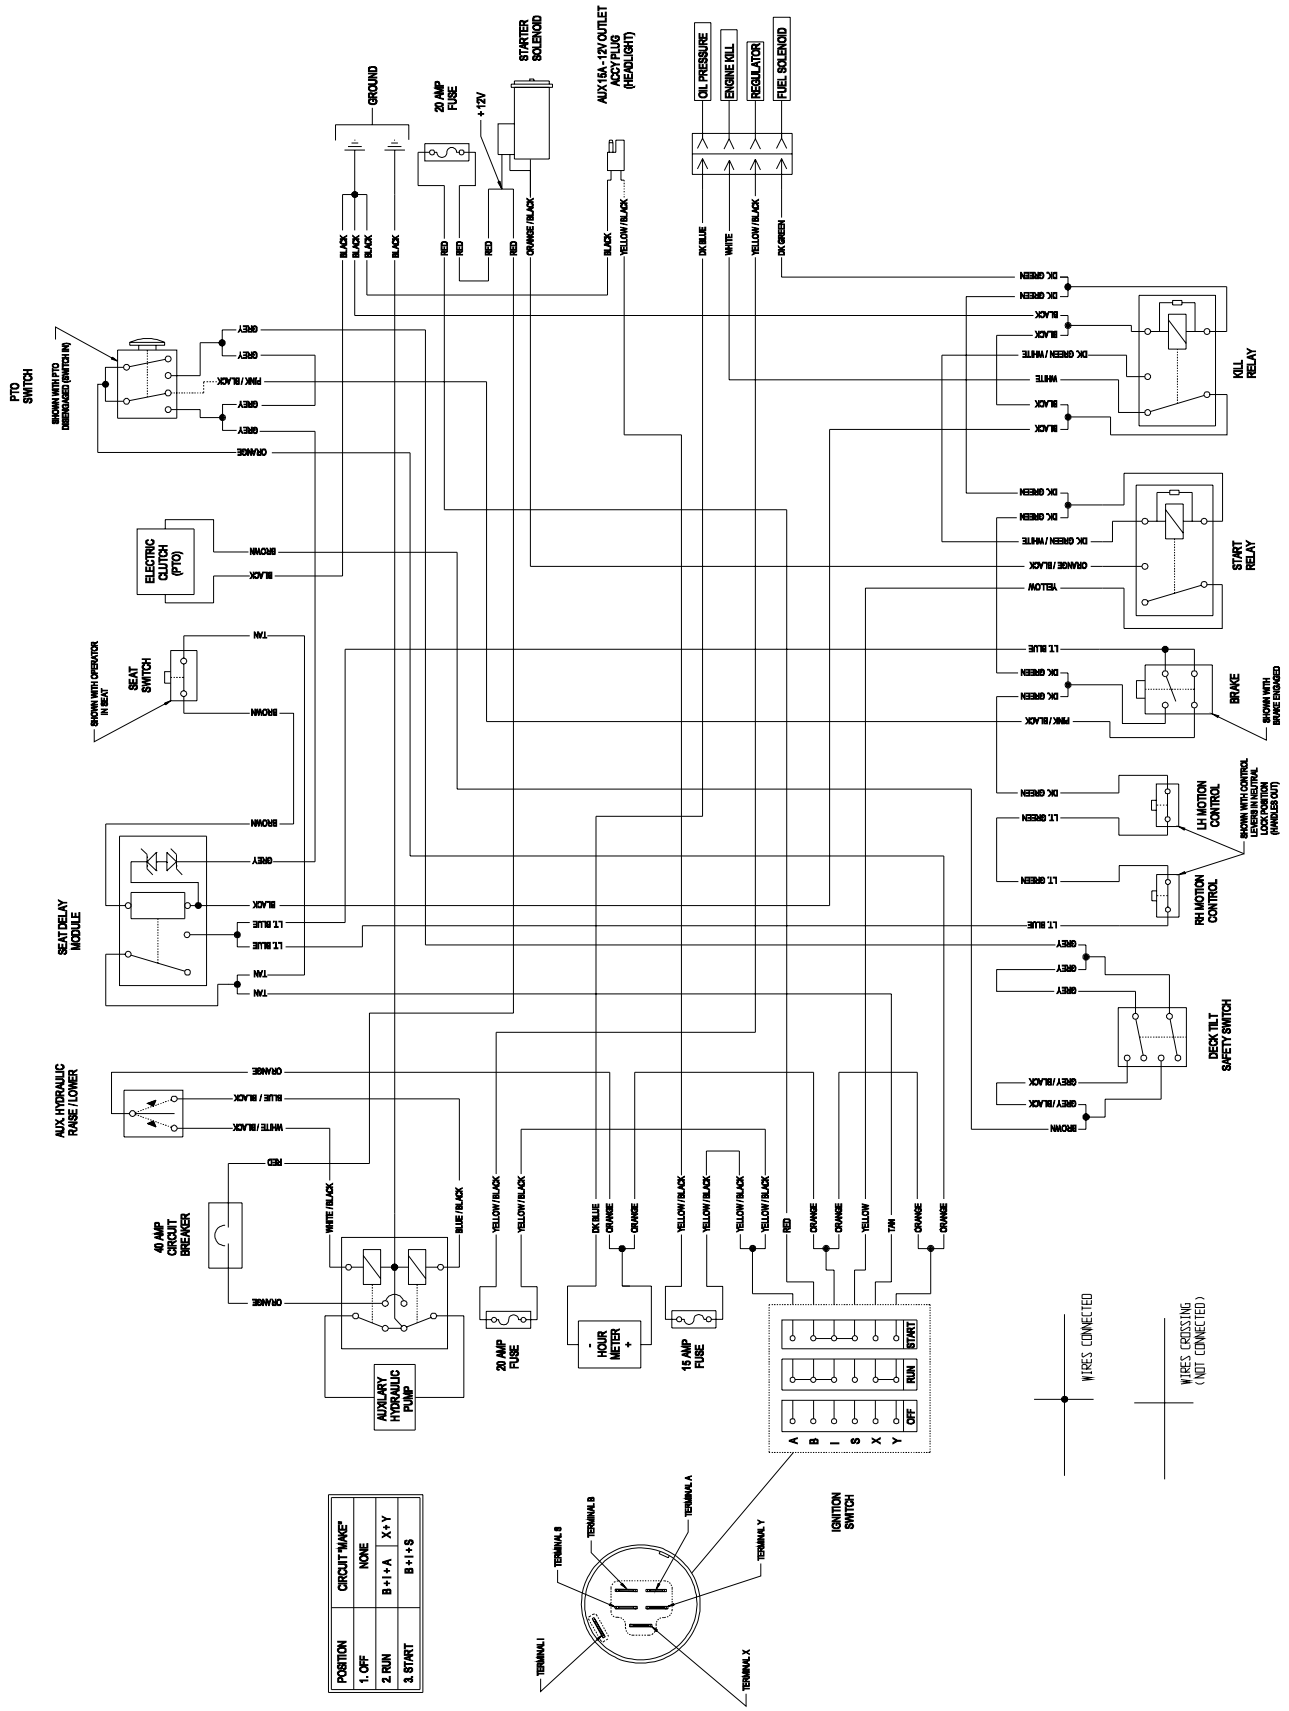 PTO
SWITCH
SHOWN WITH PTO
DISENGAGED (SWITCH IN)
GREY
GREY
PINK / BLACK
GREY
GREY
ORANGE
ELECTRIC
CLUTCH
(PTO)
BROWN
BLACK
SEAT
SWITCH
SHOWN WITH OPERATOR
IN SEAT
TAN
BROWN
SEAT DELAY
MODULE
BROWN
GREY
BLACK
LT. BLUE
LT. BLUE
TAN
TAN
AUX. HYDRAULIC
RAISE / LOWER
ORANGE
BLUE / BLACK
WHITE / BLACK
40 AMP
CIRCUIT
BREAKER
RED
ORANGE
GROUND
BLACK
BLACK
BLACK
BLACK
20 AMP
FUSE
+ 12V
STARTER
SOLENOID
RED
RED
RED
RED
ORANGE / BLACK
AUX 15A - 12V OUTLET
ACCY PLUG
(HEADLIGHT)
BLACK
YELLOW / BLACK
OIL PRESSURE
ENGINE KILL
REGULATOR
FUEL SOLENOID
DK BLUE
WHITE
YELLOW / BLACK
DK GREEN
DK. GREEN
DK. GREEN
BLACK
BLACK
DK. GREEN / WHITE
WHITE
BLACK
BLACK
KILL
RELAY
DK. GREEN
DK. GREEN
DK. GREEN / WHITE
ORANGE / BLACK
YELLOW
START
RELAY
LT. BLUE
DK. GREEN
DK. GREEN
PINK / BLACK
BRAKE
SHOWN WITH
BRAKE ENGAGED
DK. GREEN
LT. GREEN
LH MOTION
CONTROL
SHOWN WITH CONTROL
LEVERS IN NEUTRAL
LOCK POSITION
(HANDLES OUT)
LT. GREEN
LT. BLUE
RH MOTION
CONTROL
GREY
GREY
GREY
GREY / BLACK
GREY / BLACK
BROWN
DECK TILT
SAFETY SWITCH
WHITE / BLACK
BLUE / BLACK
YELLOW / BLACK
YELLOW / BLACK
DK BLUE
ORANGE
ORANGE
YELLOW / BLACK
YELLOW / BLACK
YELLOW / BLACK
YELLOW / BLACK
RED
ORANGE
ORANGE
YELLOW
TAN
ORANGE
ORANGE
AUXILARY
HYDRAULIC
PUMP
20 AMP
FUSE
-
HOUR
METER
+
15 AMP
FUSE
START
RUN
OFF
A
B
I
S
X
Y
IGNITION
SWITCH
WIRES CONNECTED
WIRES CROSSING
(NOT CONNECTED)
POSITION CIRCUIT "MAKE"
1. OFF NONE
2. RUN B + I + A X + Y
3. START B + I + S
TERMINAL I
TERMINAL S
TERMINAL B
TERMINAL A
TERMINAL Y
TERMINAL X